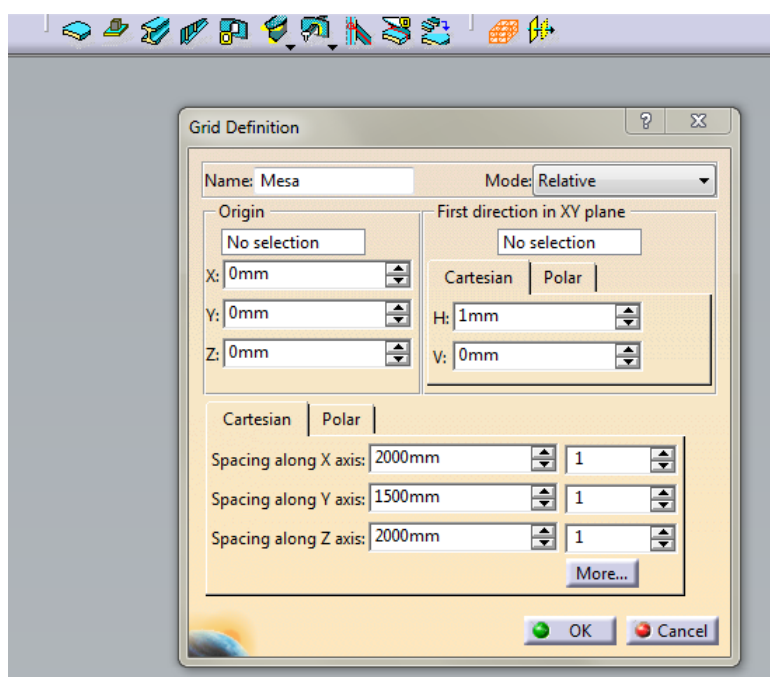 Grid Definition
Name: Mesa Mode: Relative
Origin
No selection
X: 0mm
Y: 0mm
Z: 0mm
First direction in XY plane
No selection
Cartesian Polar
H: 1mm
V: 0mm
Cartesian Polar
Spacing along X axis: 2000mm 1
Spacing along Y axis: 1500mm 1
Spacing along Z axis: 2000mm 1
More...
OK Cancel